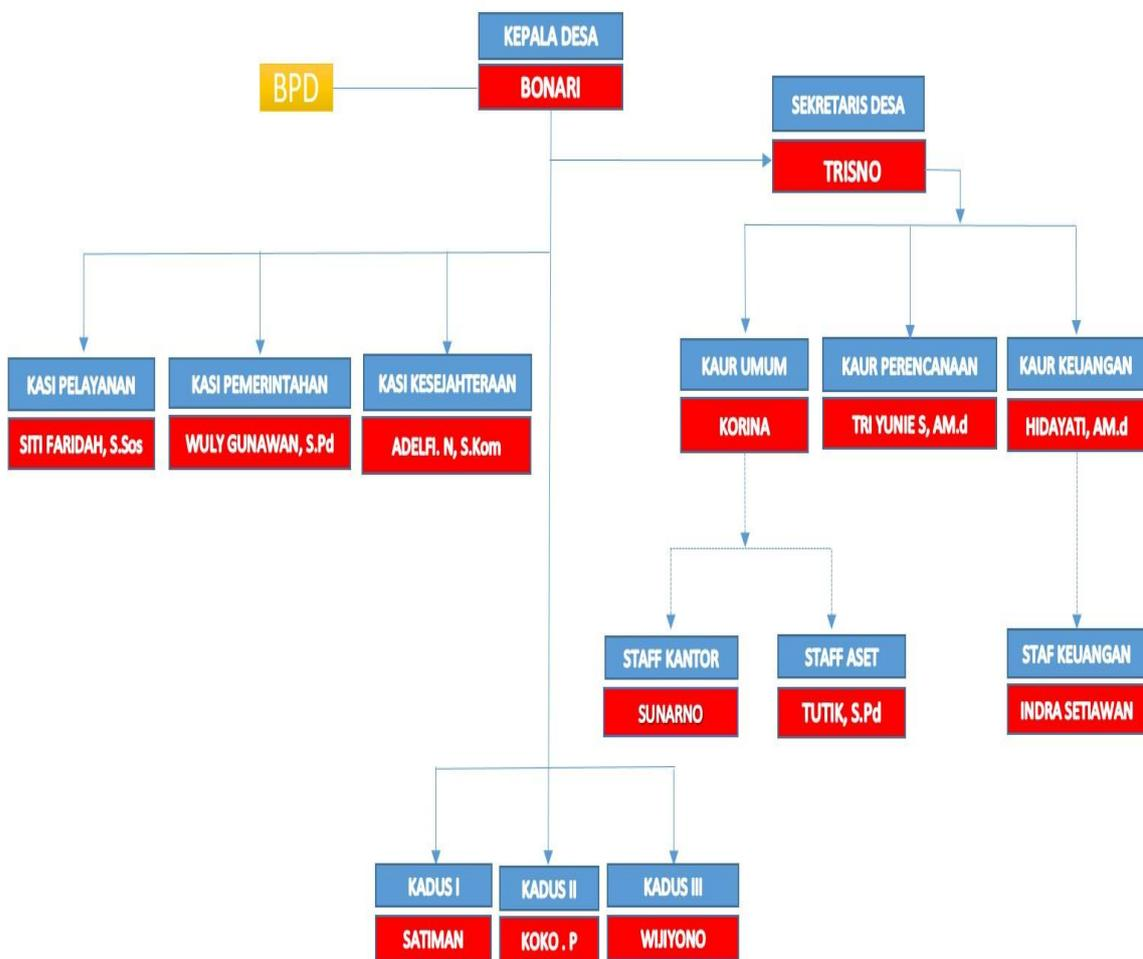 KEPALA DESA
BONARI
BPD
SEKRETARIS DESA
TRISNO
KASI PELAYANAN
SITI FARIDAH, S.Sos
KASI PEMERINTAHAN
WULY GUNAWAN, S.Pd
KASI KESEJAHTERAAN
ADELFI. N, S.Kom
KAUR UMUM
KORINA
KAUR PERENCANAAN
TRI YUNIE S, AM.d
KAUR KEUANGAN
HIDAYATI, AM.d
STAFF KANTOR
SUNARNO
STAFF ASET
TUTIK, S.Pd
STAF KEUANGAN
INDRA SETIAWAN
KADUS I
SATIMAN
KADUS II
KOKO . P
KADUS III
WIJIYONO